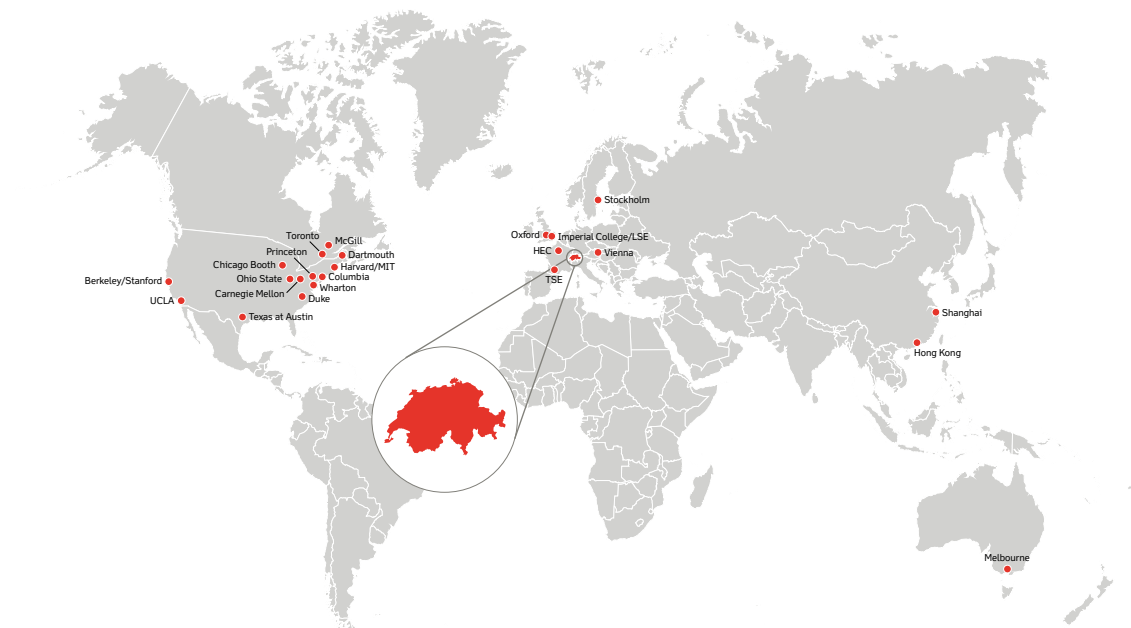 Stockholm
Oxford
Imperial College/LSE
HEC
Vienna
TSE
Toronto
McGill
Princeton
Dartmouth
Chicago Booth
Harvard/MIT
Ohio State
Columbia
Berkeley/Stanford
Wharton
Carnegie Mellon
Duke
UCLA
Texas at Austin
Shanghai
Hong Kong
Melbourne